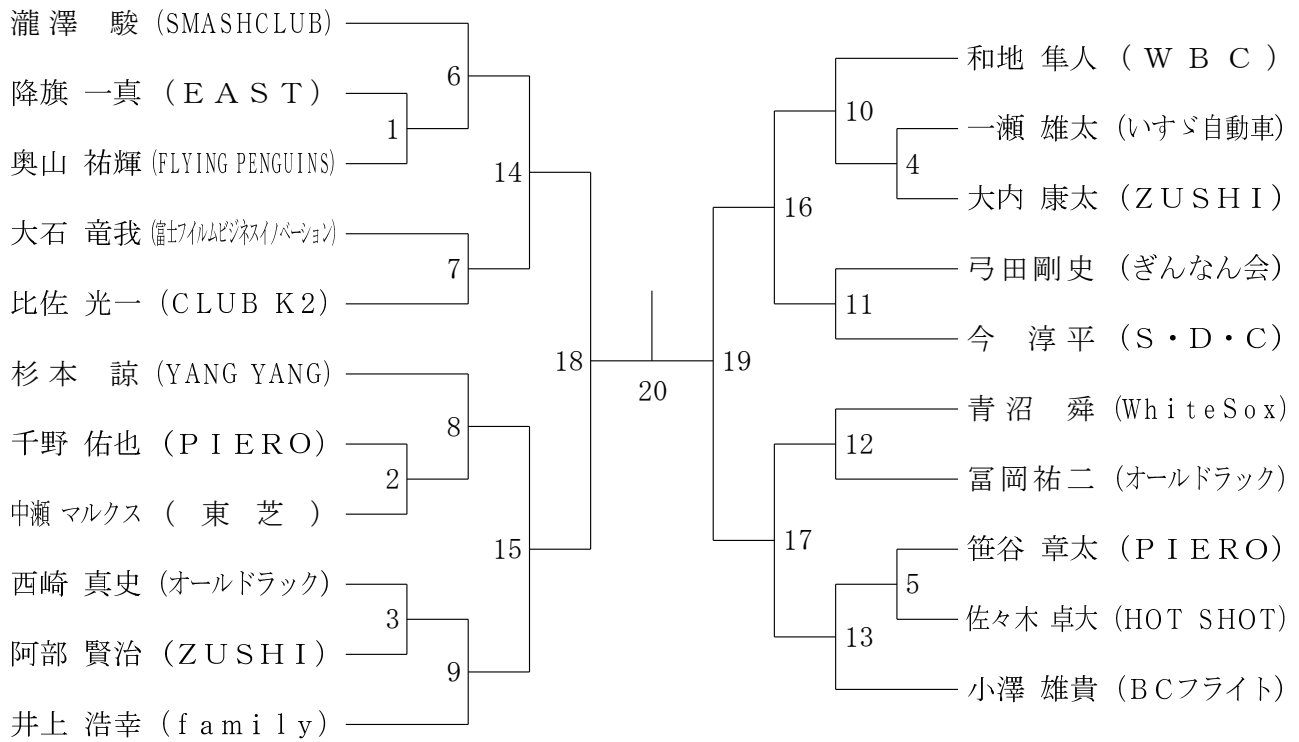 瀧澤 駿 (SMASHCLUB)
降旗 一真 (EAST)
奥山 祐輝 (FLYING PENGUINS)
大石 竜我 (富士フイルムビジネスイノベーション)
比佐 光一 (CLUB K2)
杉本 諒 (YANG YANG)
千野 佑也 (PIERO)
中瀬 マルクス (東芝)
西崎 真史 (オールドラック)
阿部 賢治 (ZUSHI)
井上 浩幸 (family)
6
1
14
7
18
8
2
15
3
9
20
10
4
16
11
19
12
17
5
13
和地 隼人 (WBC)
一瀬 雄太 (いすゞ自動車)
大内 康太 (ZUSHI)
弓田剛史 (ぎんなん会)
今 淳平 (S・D・C)
青沼 舜 (WhiteSox)
冨岡祐二 (オールドラック)
笹谷 章太 (PIERO)
佐々木 卓大 (HOT SHOT)
小澤 雄貴 (BCフライト)